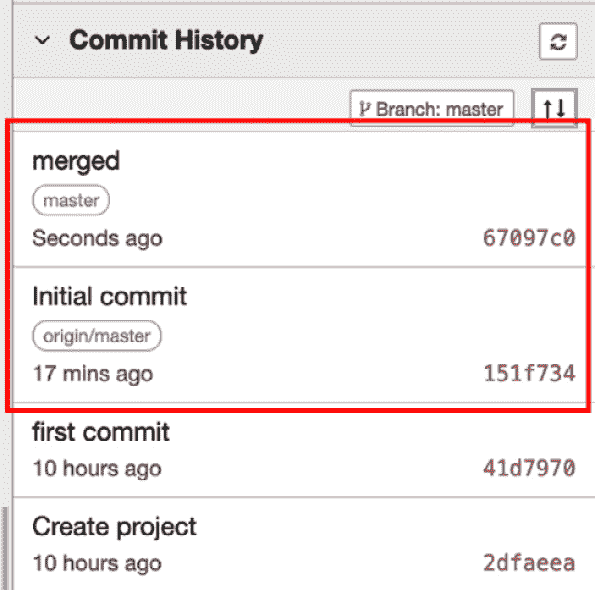 Commit History
Branch: master
merged
master
Seconds ago 67097c0
Initial commit
origin/master
17 mins ago 151f734
first commit
10 hours ago 41d7970
Create project
10 hours ago 2dfaeea